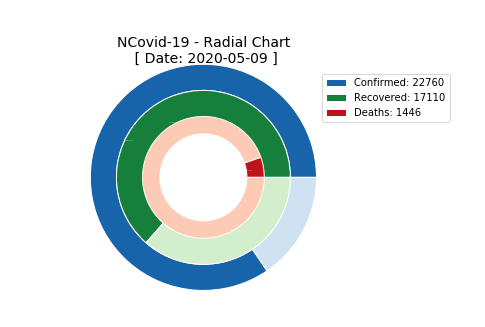 NCovid-19 - Radial Chart
[ Date: 2020-05-09 ]
Confirmed: 22760
Recovered: 17110
Deaths: 1446